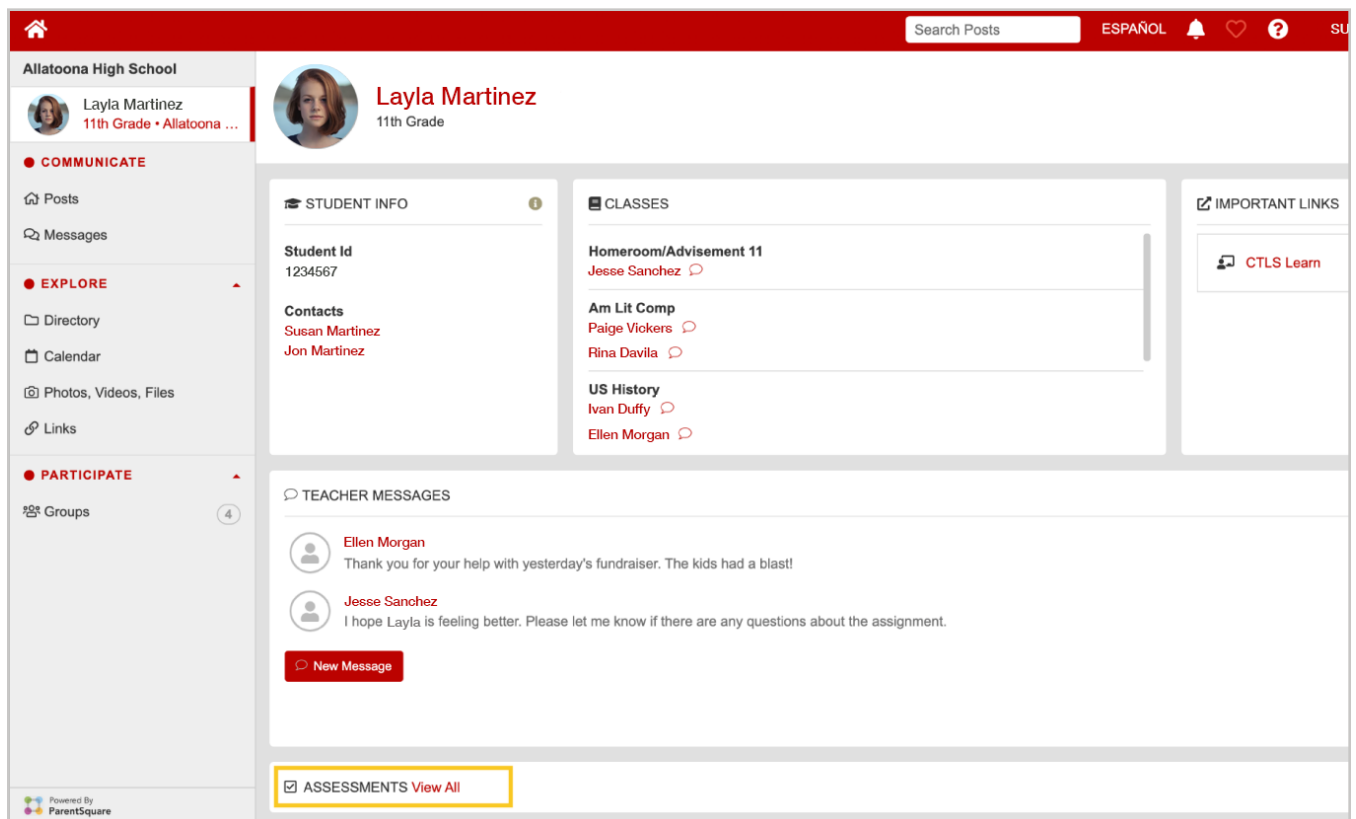 Search Posts
ESPAÑOL
SU
Allatoona High School
Layla Martinez
11th Grade • Allatoona ...
COMMUNICATE
Posts
Messages
EXPLORE
Directory
Calendar
Photos, Videos, Files
Links
PARTICIPATE
Groups
4
Powered By
ParentSquare
Layla Martinez
11th Grade
STUDENT INFO
Student Id
1234567
Contacts
Susan Martinez
Jon Martinez
CLASSES
Homeroom/Advisement 11
Jesse Sanchez
Am Lit Comp
Paige Vickers
Rina Davila
US History
Ivan Duffy
Ellen Morgan
IMPORTANT LINKS
CTLS Learn
TEACHER MESSAGES
Ellen Morgan
Thank you for your help with yesterday's fundraiser. The kids had a blast!
Jesse Sanchez
I hope Layla is feeling better. Please let me know if there are any questions about the assignment.
New Message
ASSESSMENTS View All